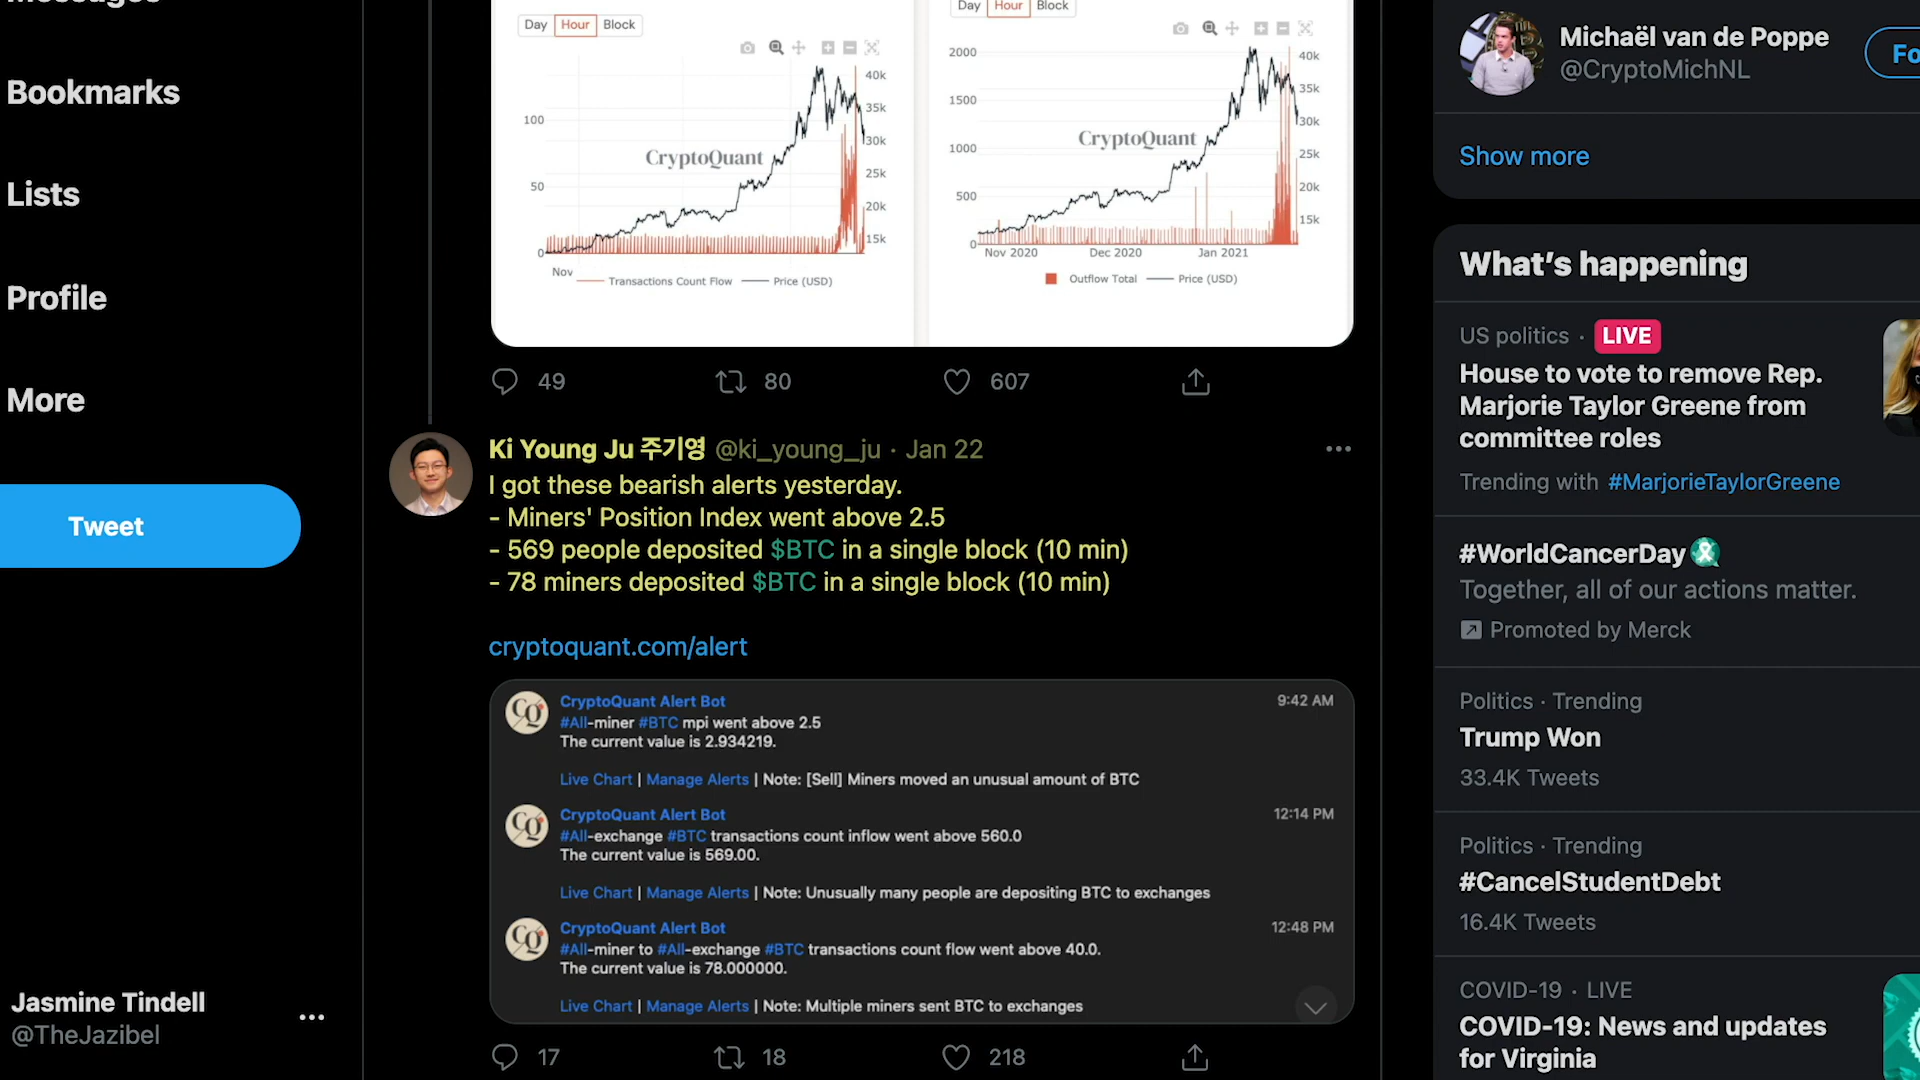 Messages
Bookmarks
Lists
Profile
More
Tweet
Jasmine Tindell
@TheJazibel
Day Hour Block
40k
35k
30k
25k
20k
15k
100
50
0
CryptoQuant
Nov
Transactions Count Flow Price (USD)
Day Hour Block
2000
1500
1000
500
0
40k
35k
30k
25k
20k
15k
CryptoQuant
Nov 2020 Dec 2020 Jan 2021
Outflow Total Price (USD)
49 80 607
Ki Young Ju 주기영 @ki_young_ju · Jan 22
I got these bearish alerts yesterday.
- Miners' Position Index went above 2.5
- 569 people deposited $BTC in a single block (10 min)
- 78 miners deposited $BTC in a single block (10 min)
cryptoquant.com/alert
CryptoQuant Alert Bot 9:42 AM
#All-miner #BTC mpi went above 2.5
The current value is 2.934219.
Live Chart | Manage Alerts | Note: [Sell] Miners moved an unusual amount of BTC
CryptoQuant Alert Bot 12:14 PM
#All-exchange #BTC transactions count inflow went above 560.0
The current value is 569.00.
Live Chart | Manage Alerts | Note: Unusually many people are depositing BTC to exchanges
CryptoQuant Alert Bot 12:48 PM
#All-miner to #All-exchange #BTC transactions count flow went above 40.0.
The current value is 78.000000.
Live Chart | Manage Alerts | Note: Multiple miners sent BTC to exchanges
17 18 218
Michaël van de Poppe
@CryptoMichNL
Fo
Show more
What's happening
US politics · LIVE
House to vote to remove Rep.
Marjorie Taylor Greene from
committee roles
Trending with #MarjorieTaylorGreene
#WorldCancerDay
Together, all of our actions matter.
Promoted by Merck
Politics · Trending
Trump Won
33.4K Tweets
Politics · Trending
#CancelStudentDebt
16.4K Tweets
COVID-19 · LIVE
COVID-19: News and updates
for Virginia